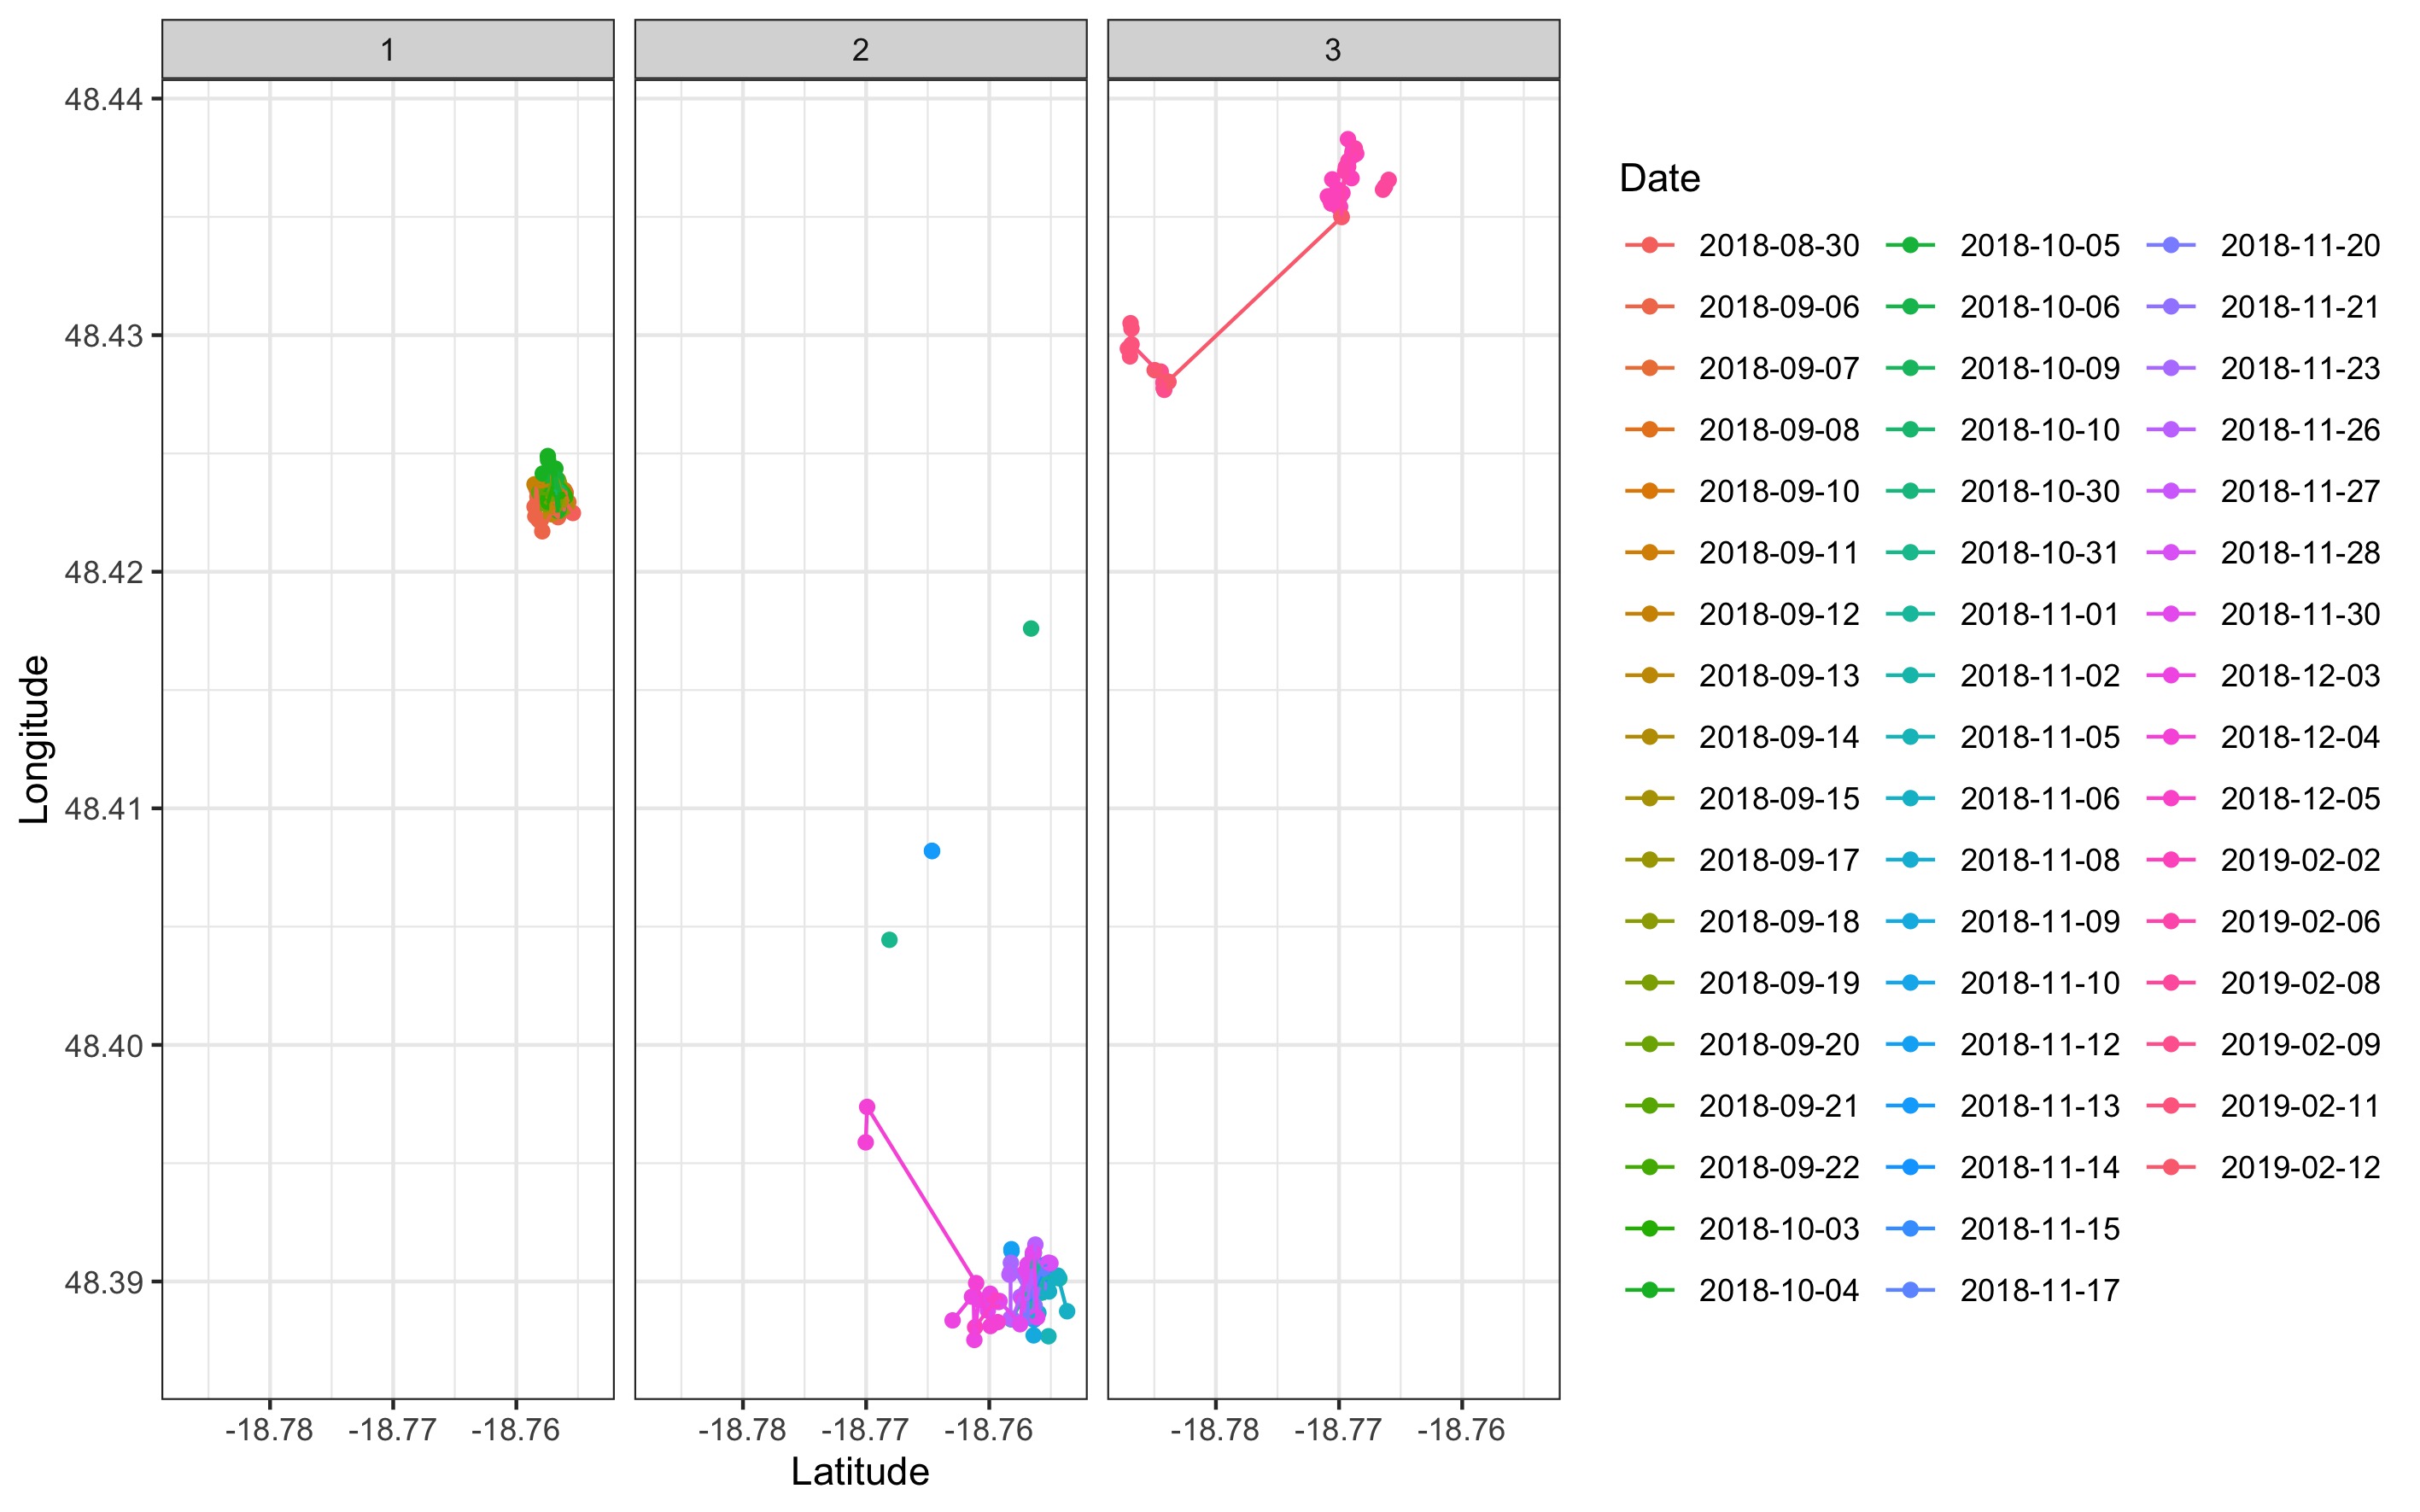 1 2 3
48.44
48.43
48.42
48.41
48.40
48.39
Longitude
-18.78 -18.77 -18.76 -18.78 -18.77 -18.76 -18.78 -18.77 -18.76
Latitude
Date
2018-08-30 2018-10-05 2018-11-20
2018-09-06 2018-10-06 2018-11-21
2018-09-07 2018-10-09 2018-11-23
2018-09-08 2018-10-10 2018-11-26
2018-09-10 2018-10-30 2018-11-27
2018-09-11 2018-10-31 2018-11-28
2018-09-12 2018-11-01 2018-11-30
2018-09-13 2018-11-02 2018-12-03
2018-09-14 2018-11-05 2018-12-04
2018-09-15 2018-11-06 2018-12-05
2018-09-17 2018-11-08 2019-02-02
2018-09-18 2018-11-09 2019-02-06
2018-09-19 2018-11-10 2019-02-08
2018-09-20 2018-11-12 2019-02-09
2018-09-21 2018-11-13 2019-02-11
2018-09-22 2018-11-14 2019-02-12
2018-10-03 2018-11-15
2018-10-04 2018-11-17